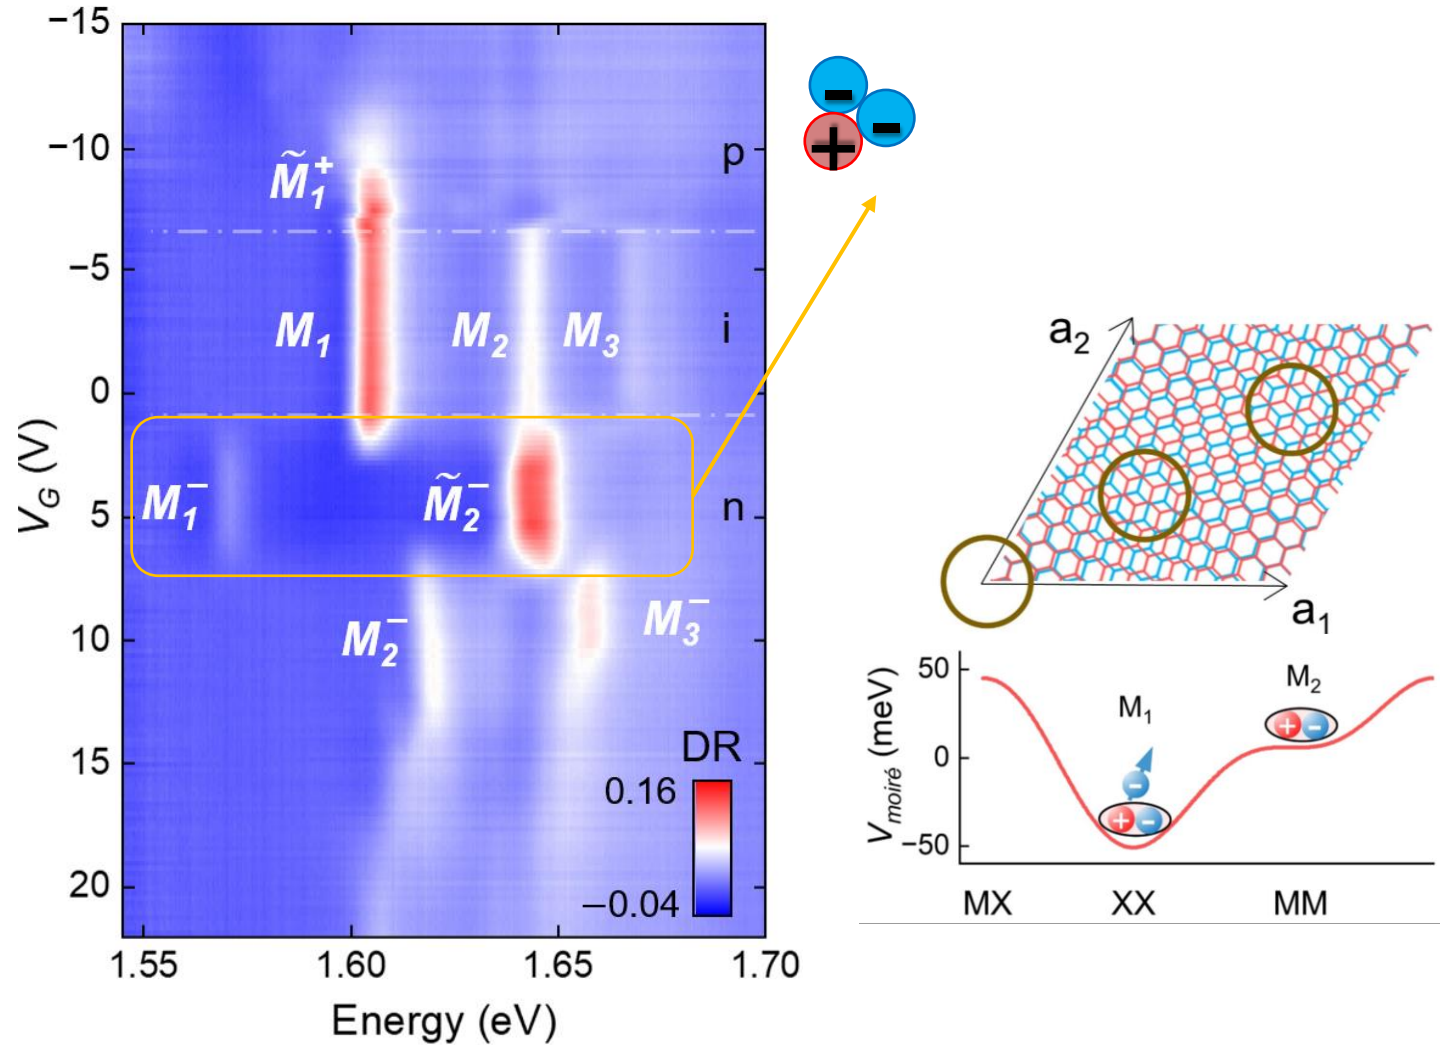 −15
−10
−5
0
5
10
15
20
V_G (V)
1.55
1.60
1.65
1.70
Energy (eV)
M̃₁⁺
p
M₁
M₂
M₃
i
M₁⁻
M̃₂⁻
n
M₂⁻
M₃⁻
DR
0.16
−0.04
− −
+
a₂
a₁
V_moiré (meV)
50
0
−50
M₂
+ −
M₁
−
+ −
MX
XX
MM